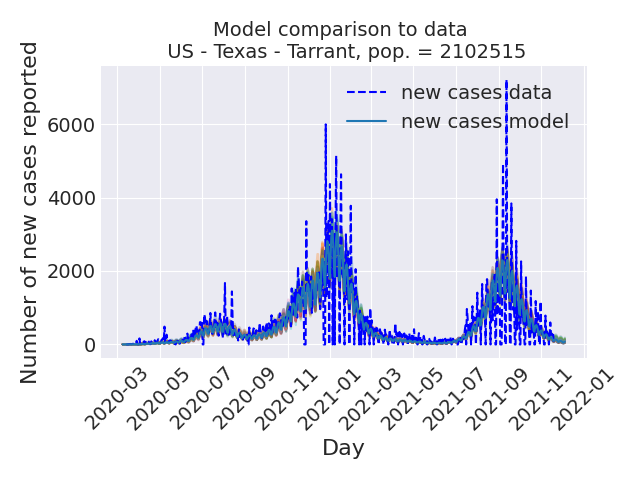 Model comparison to data
US - Texas - Tarrant, pop. = 2102515
Number of new cases reported
6000
4000
2000
0
new cases data
new cases model
2020-03
2020-05
2020-07
2020-09
2020-11
2021-01
2021-03
2021-05
2021-07
2021-09
2021-11
2022-01
Day